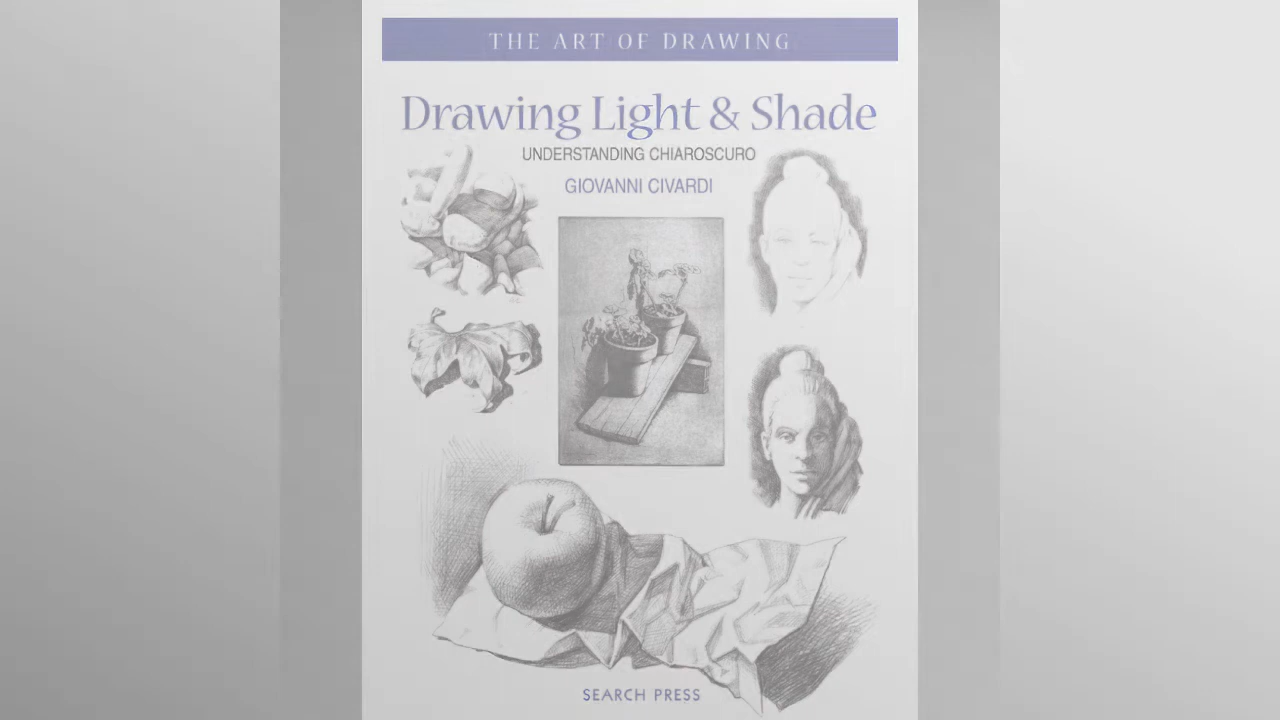 THE ART OF DRAWING
Drawing Light & Shade
UNDERSTANDING CHIAROSCURO
GIOVANNI CIVARDI
SEARCH PRESS